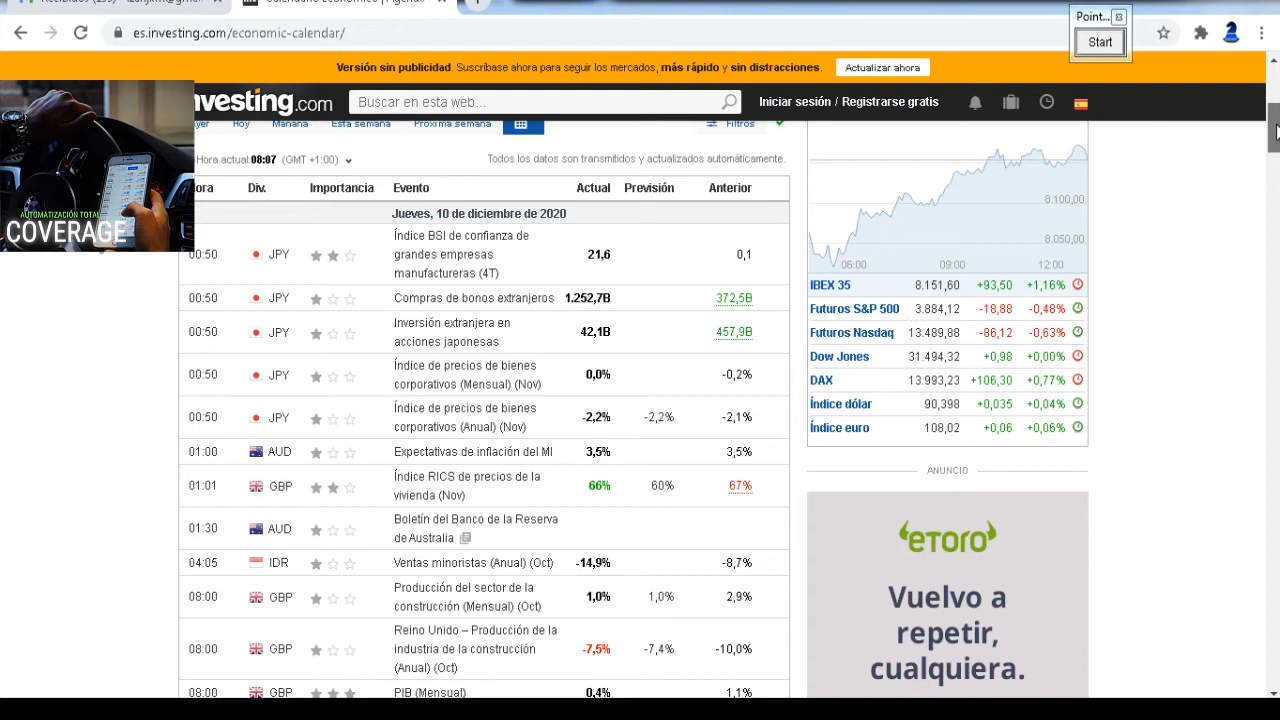 Calendario Económico | Agenda
Point...
Start
es.investing.com/economic-calendar/
Versión sin publicidad. Suscríbase ahora para seguir los mercados, más rápido y sin distracciones.
Actualizar ahora
investing.com
Buscar en esta web...
Iniciar sesión / Registrarse gratis
Hoy Mañana Esta semana Próxima semana Filtros
Hora actual: 08:07 (GMT +1:00)
Todos los datos son transmitidos y actualizados automáticamente.
Div. Importancia Evento Actual Previsión Anterior
Jueves, 10 de diciembre de 2020
00:50 JPY Índice BSI de confianza de
grandes empresas
manufactureras (4T) 21,6 0,1
00:50 JPY Compras de bonos extranjeros 1.252,7B 372,5B
00:50 JPY Inversión extranjera en
acciones japonesas 42,1B 457,9B
00:50 JPY Índice de precios de bienes
corporativos (Mensual) (Nov) 0,0% -0,2%
00:50 JPY Índice de precios de bienes
corporativos (Anual) (Nov) -2,2% -2,2% -2,1%
01:00 AUD Expectativas de inflación del MI 3,5% 3,5%
01:01 GBP Índice RICS de precios de la
vivienda (Nov) 66% 60% 67%
01:30 AUD Boletín del Banco de la Reserva
de Australia
04:05 IDR Ventas minoristas (Anual) (Oct) -14,9% -8,7%
08:00 GBP Producción del sector de la
construcción (Mensual) (Oct) 1,0% 1,0% 2,9%
08:00 GBP Reino Unido – Producción de la
industria de la construcción
(Anual) (Oct) -7,5% -7,4% -10,0%
08:00 GBP PIB (Mensual) 0,4% 1,1%
AUTOMATIZACIÓN TOTAL
COVERAGE
8.100,00
8.050,00
06:00 09:00 12:00
IBEX 35 8.151,60 +93,50 +1,16%
Futuros S&P 500 3.884,12 -18,88 -0,48%
Futuros Nasdaq 13.489,88 -86,12 -0,63%
Dow Jones 31.494,32 +0,98 +0,00%
DAX 13.993,23 +106,30 +0,77%
Índice dólar 90,398 +0,035 +0,04%
Índice euro 108,02 +0,06 +0,06%
ANUNCIO
eToro
Vuelvo a
repetir,
cualquiera.